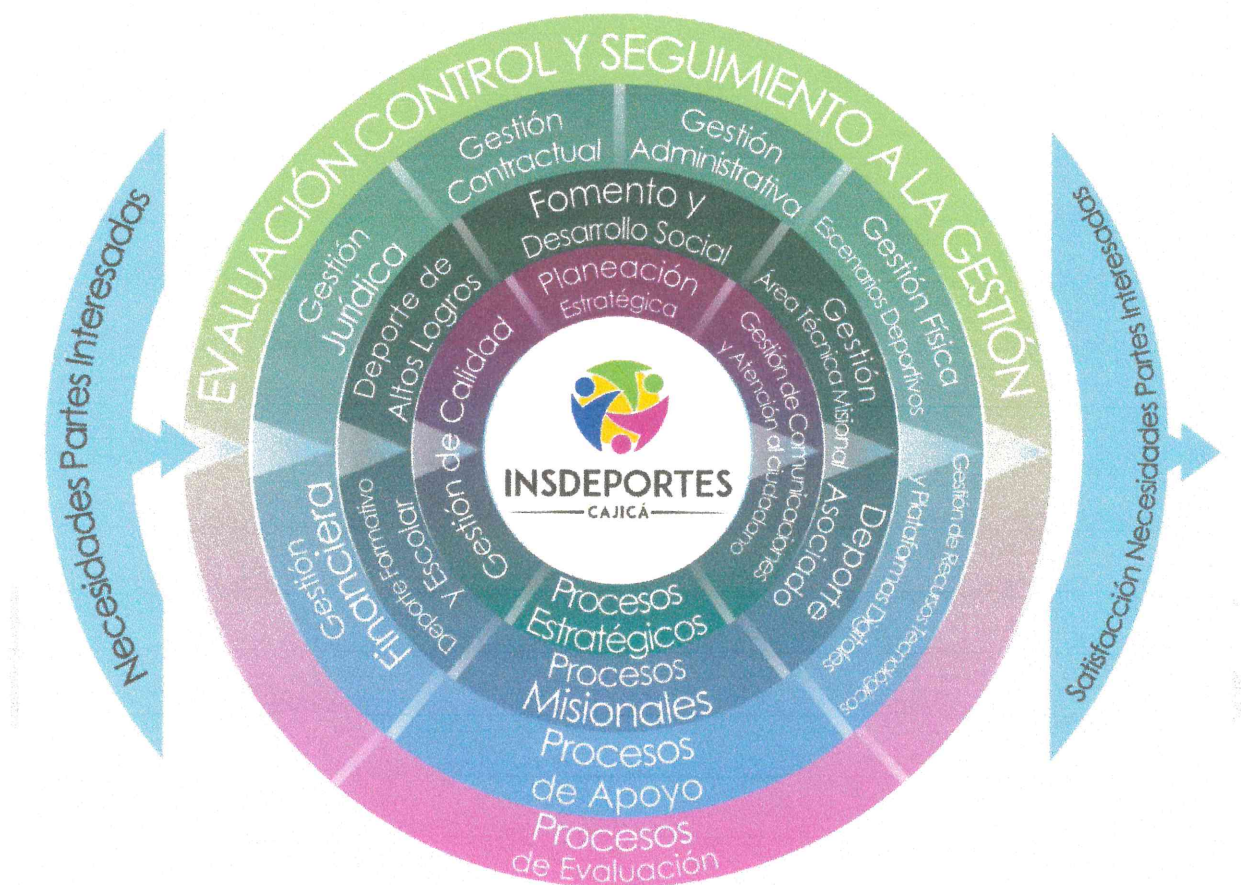 Necesidades Partes Interesadas
EVALUACIÓN CONTROL Y SEGUIMIENTO A LA GESTIÓN
Gestión
Financiera
Gestión
Jurídica
Gestión
Contractual
Gestión
Administrativa
Gestión Física
Escenarios Deportivos
Gestión de Recursos Tecnológicos
y Plataformas Digitales
Deporte Formativo
y Escolar
Deporte de
Altos Logros
Fomento y
Desarrollo Social
Gestión
Área Técnica Misional
Deporte
Asociado
Gestión de Calidad
Planeación
Estratégica
Gestión de Comunicaciones
y Atención al ciudadano
INSDEPORTES
CAJICÁ
Procesos
Estratégicos
Procesos
Misionales
Procesos
de Apoyo
Procesos
de Evaluación
Satisfacción Necesidades Partes Interesadas